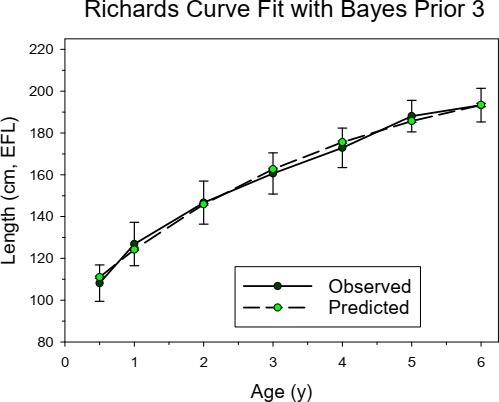 Richards Curve Fit with Bayes Prior 3
Length (cm, EFL)
220
200
180
160
140
120
100
80
Observed
Predicted
0 1 2 3 4 5 6
Age (y)